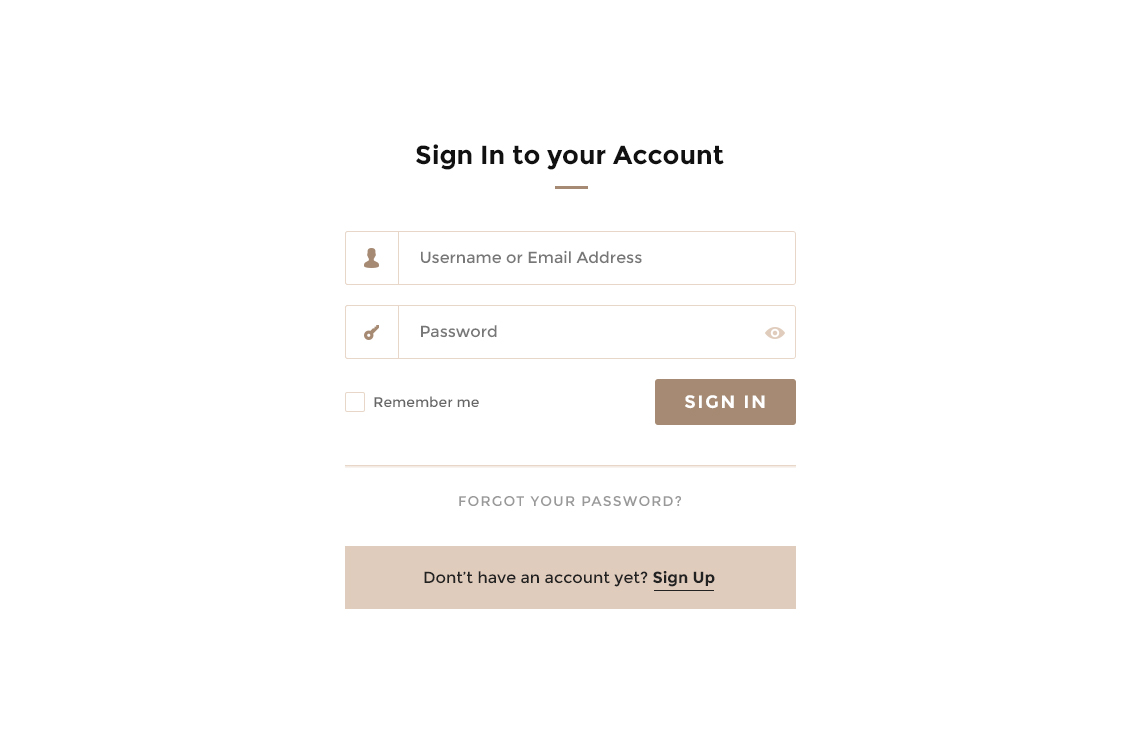 Sign In to your Account
Username or Email Address
Password
Remember me
SIGN IN
FORGOT YOUR PASSWORD?
Dont't have an account yet? Sign Up